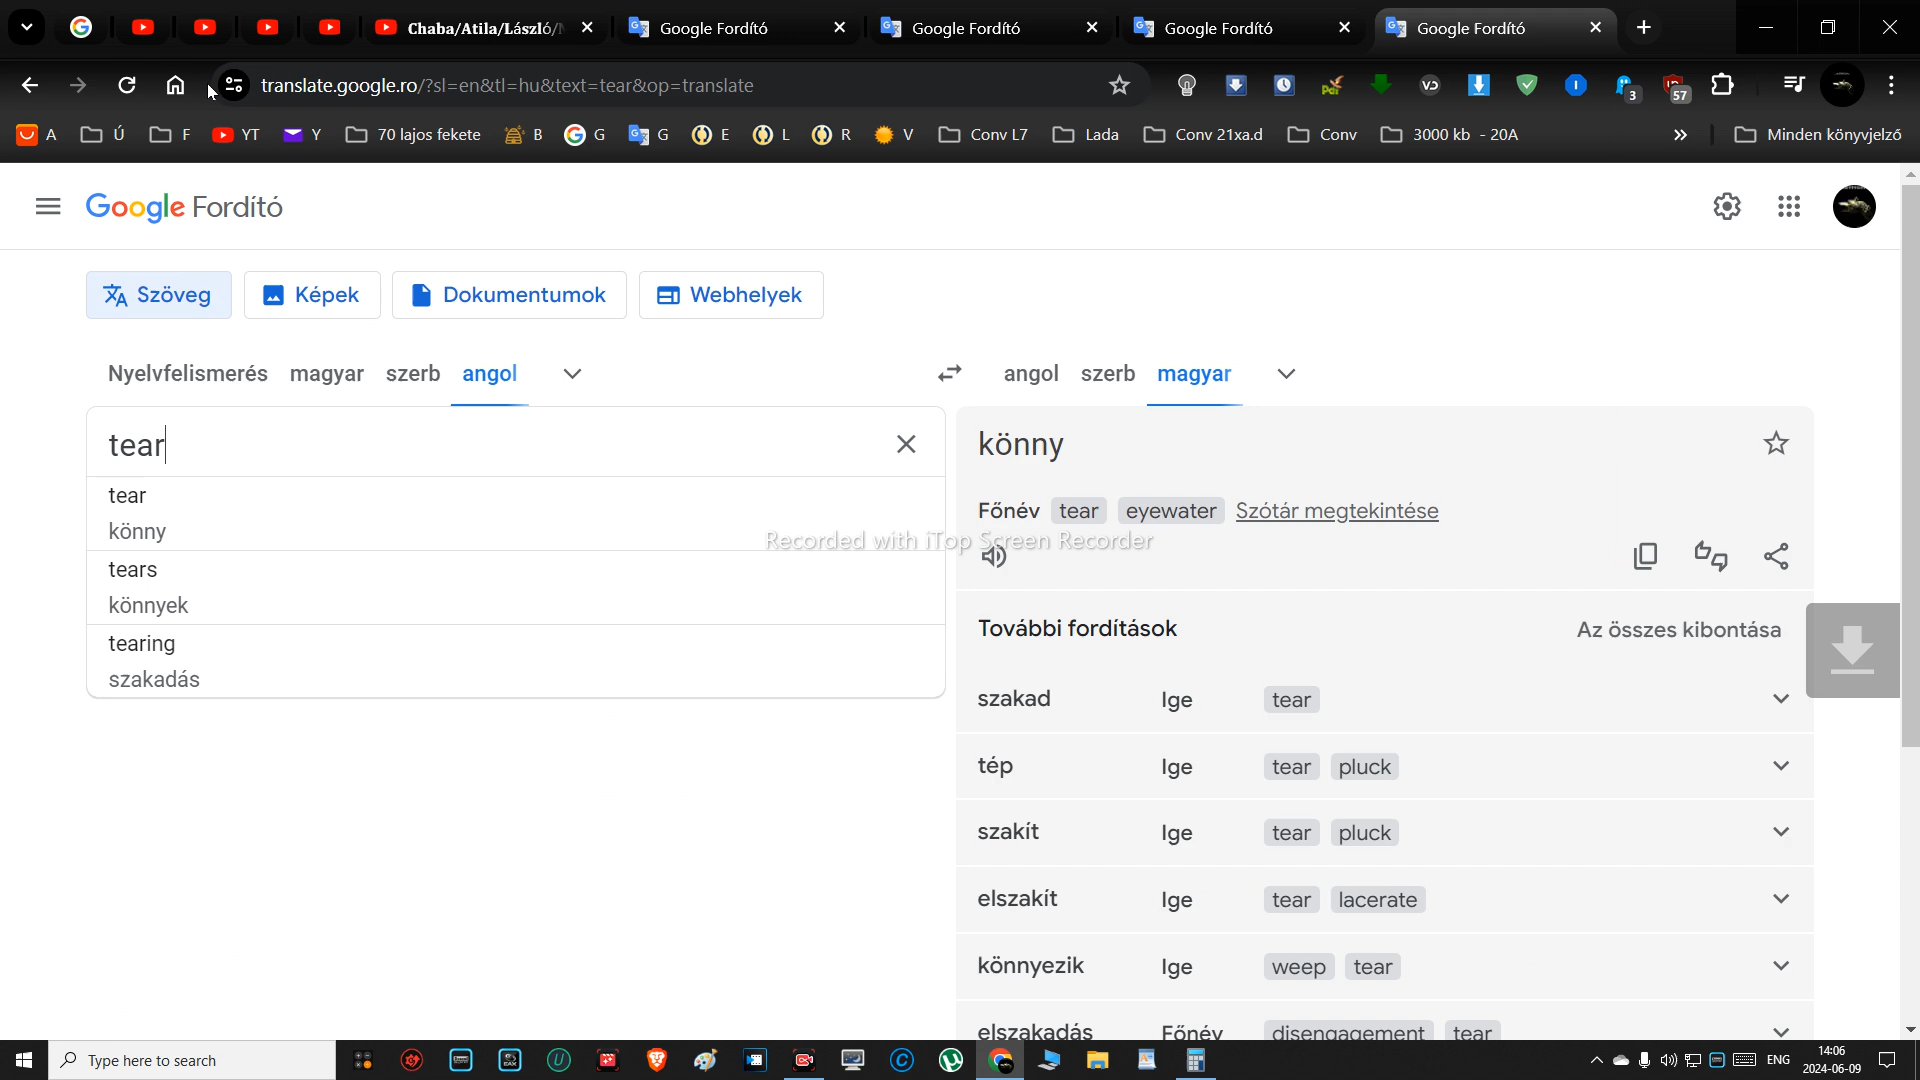 Chaba/Atila/László/
Google Fordító
Google Fordító
Google Fordító
Google Fordító
translate.google.ro/?sl=en&tl=hu&text=tear&op=translate
3
57
A
Ú
F
YT
Y
70 lajos fekete
B
G
G
E
L
R
V
Conv L7
Lada
Conv 21xa.d
Conv
3000 kb - 20A
»
Minden könyvjelző
Google Fordító
Szöveg
Képek
Dokumentumok
Webhelyek
Nyelvfelismerés
magyar
szerb
angol
angol
szerb
magyar
tear
tear
könny
tears
könnyek
tearing
szakadás
könny
Főnév tear eyewater Szótár megtekintése
Recorded with iTop Screen Recorder
További fordítások
Az összes kibontása
szakad Ige tear
tép Ige tear pluck
szakít Ige tear pluck
elszakít Ige tear lacerate
könnyezik Ige weep tear
elszakadás Főnév disengagement tear
Type here to search
ENG
14:06
2024-06-09